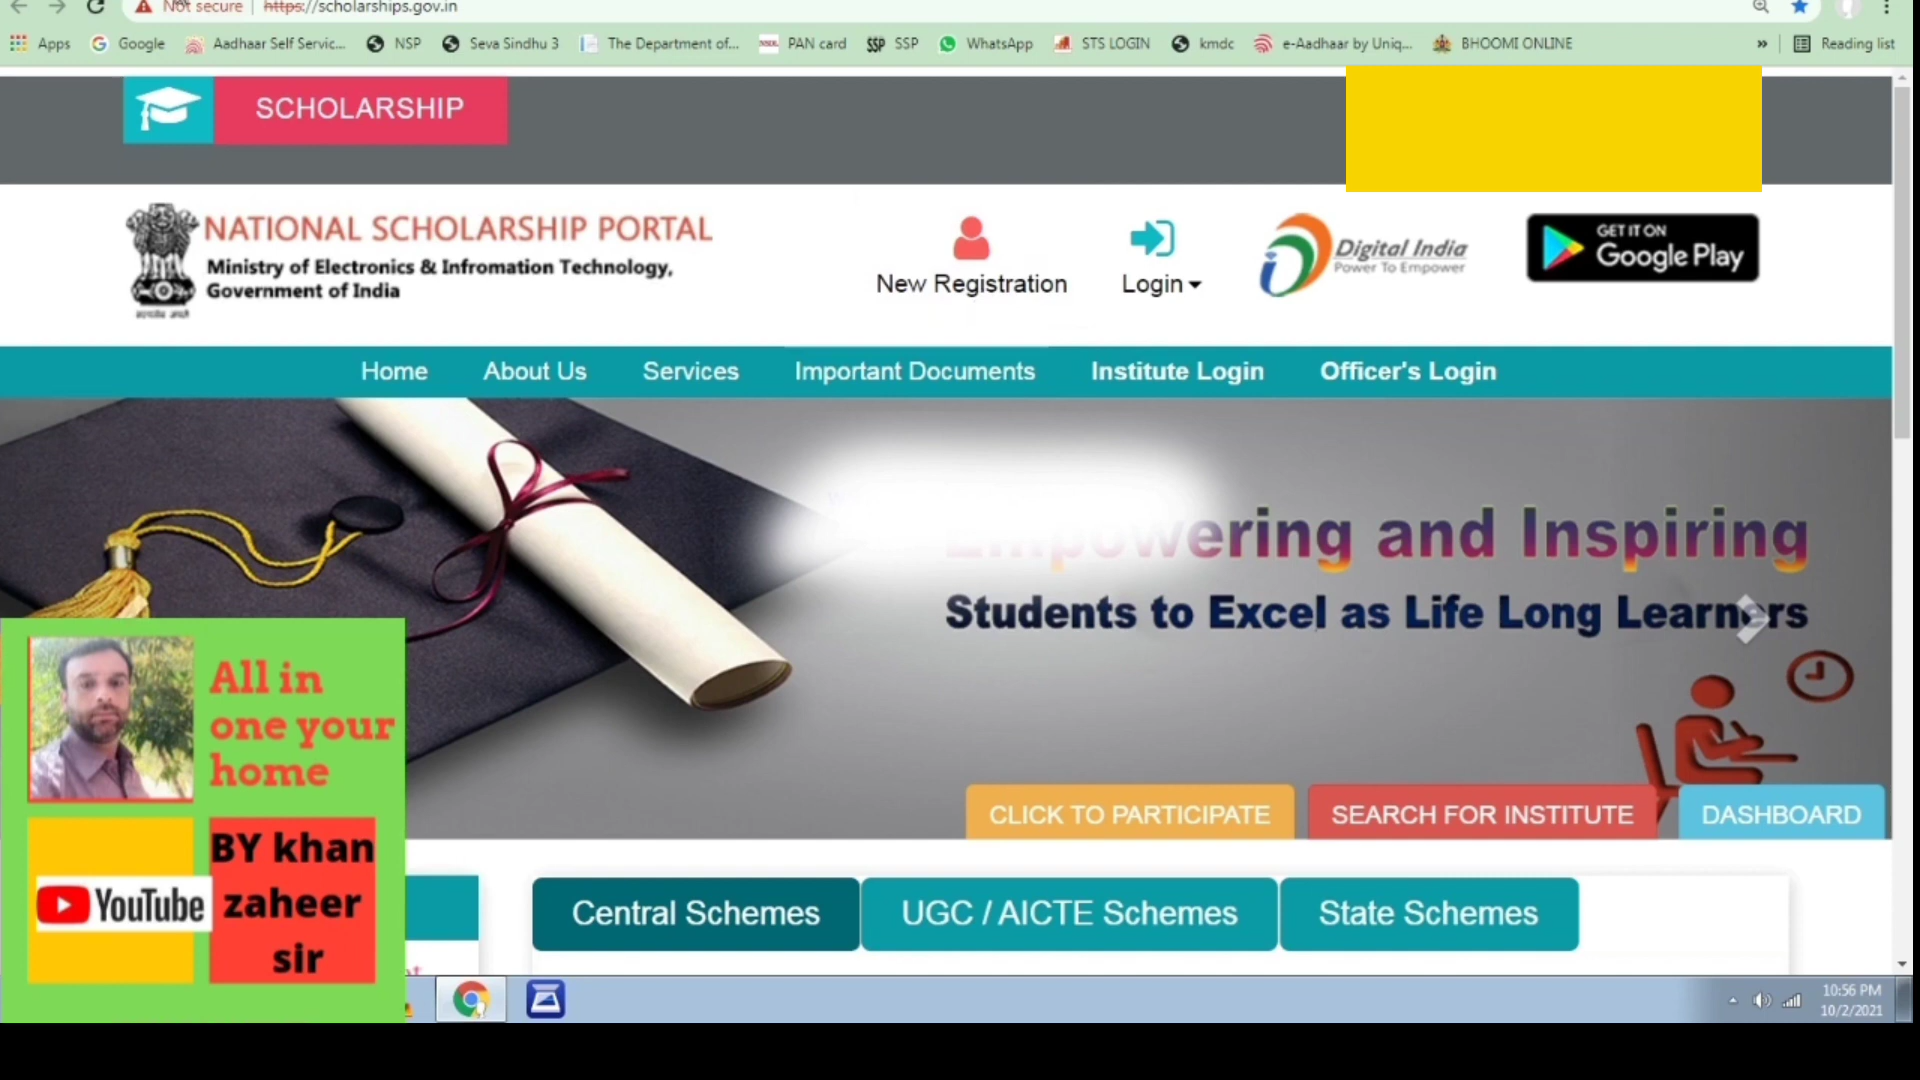 Not secure | https://scholarships.gov.in
Apps Google Aadhaar Self Servic... NSP Seva Sindhu 3 The Department of... PAN card SSP SSP WhatsApp STS LOGIN kmdc e-Aadhaar by Uniq... BHOOMI ONLINE » Reading list
SCHOLARSHIP
NATIONAL SCHOLARSHIP PORTAL
Ministry of Electronics & Infromation Technology,
Government of India
New Registration
Login
Digital India
Power To Empower
GET IT ON
Google Play
Home About Us Services Important Documents Institute Login Officer's Login
Empowering and Inspiring
Students to Excel as Life Long Learners
CLICK TO PARTICIPATE SEARCH FOR INSTITUTE DASHBOARD
All in
one your
home
YouTube
BY khan
zaheer
sir
Central Schemes UGC / AICTE Schemes State Schemes
10:56 PM
10/2/2021